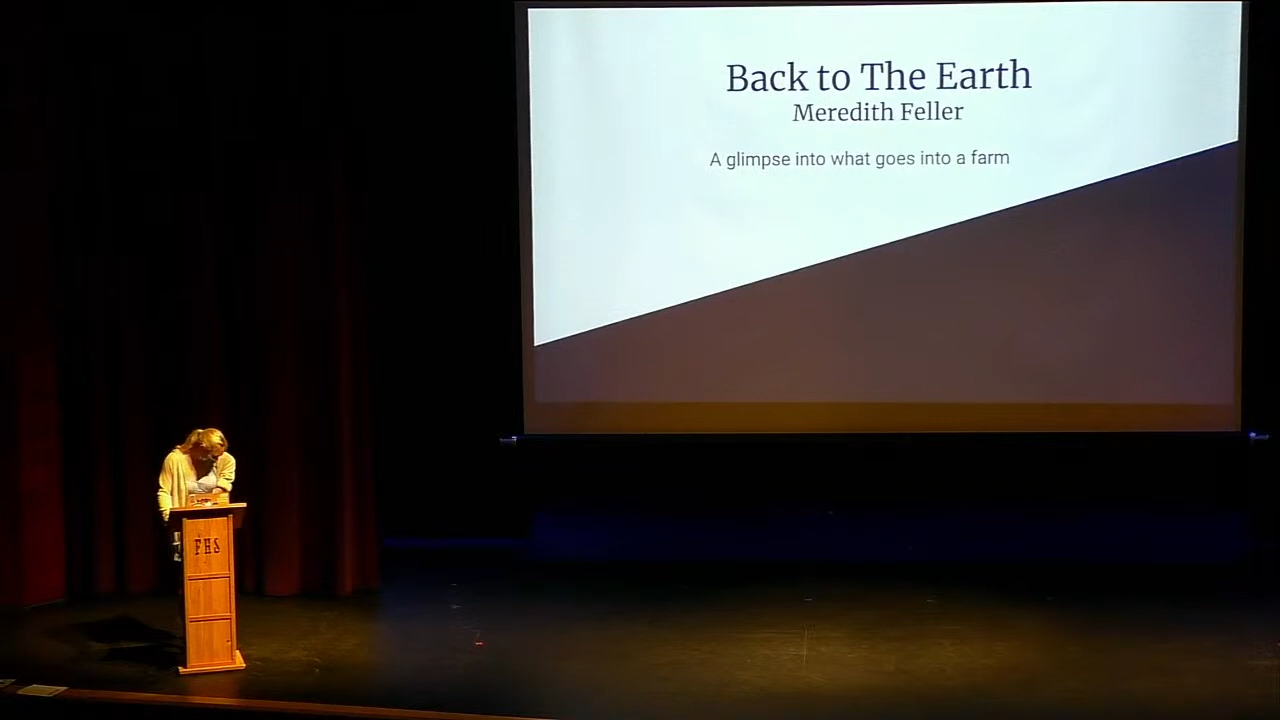 Back to The Earth
Meredith Feller
A glimpse into what goes into a farm
FHS